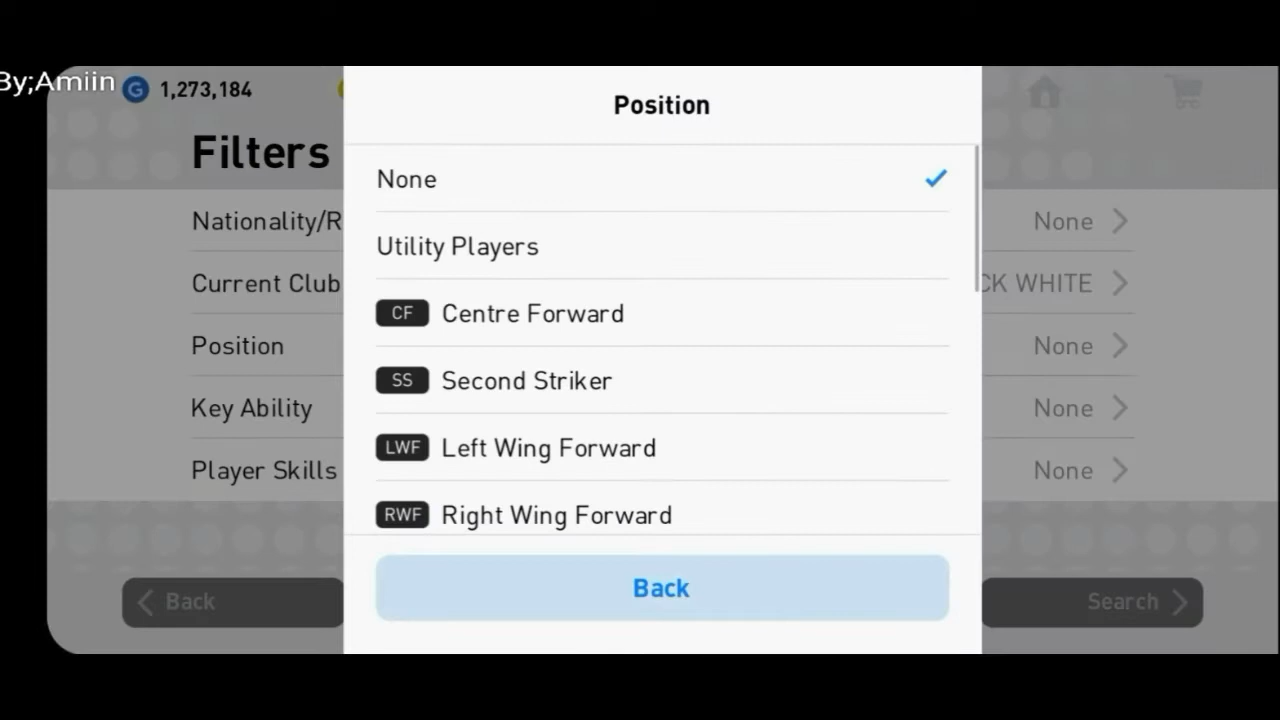 By;Amiin
G 1,273,184
Filters
Nationality/R
None
Current Club
CK WHITE
Position
None
Key Ability
None
Player Skills
None
Back
Search
Position
None
Utility Players
CF Centre Forward
SS Second Striker
LWF Left Wing Forward
RWF Right Wing Forward
Back